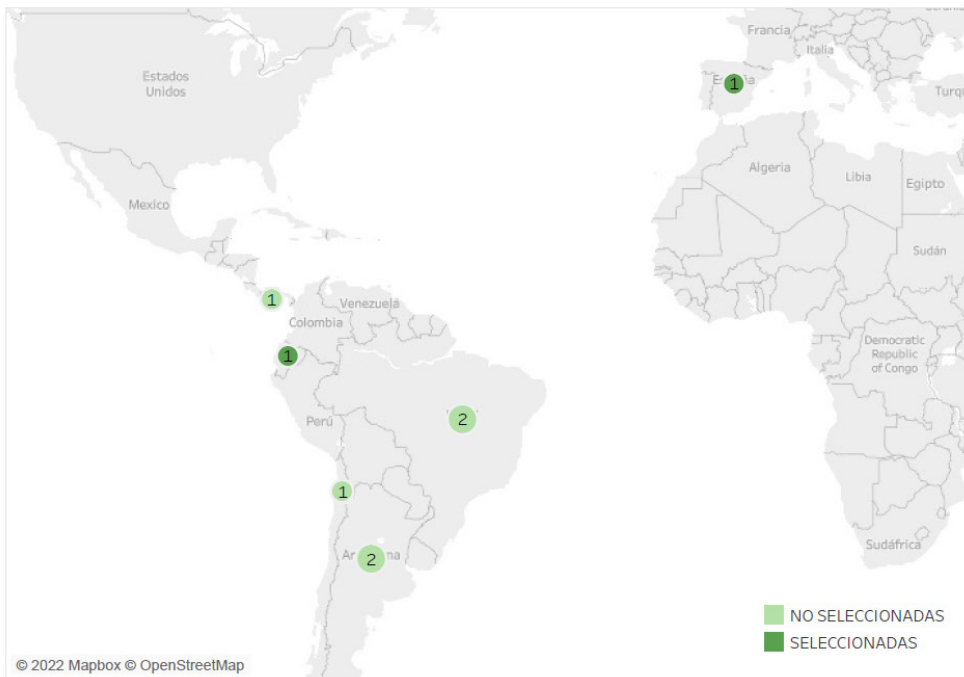 Francia
Italia
Estados
Unidos
1
Turqu
Algeria
Libia
Egipto
Mexico
Sudán
1
Venezuela
Colombia
Democratic
Republic
of Congo
1
2
Perú
1
2
Sudáfrica
NO SELECCIONADAS
SELECCIONADAS
© 2022 Mapbox © OpenStreetMap